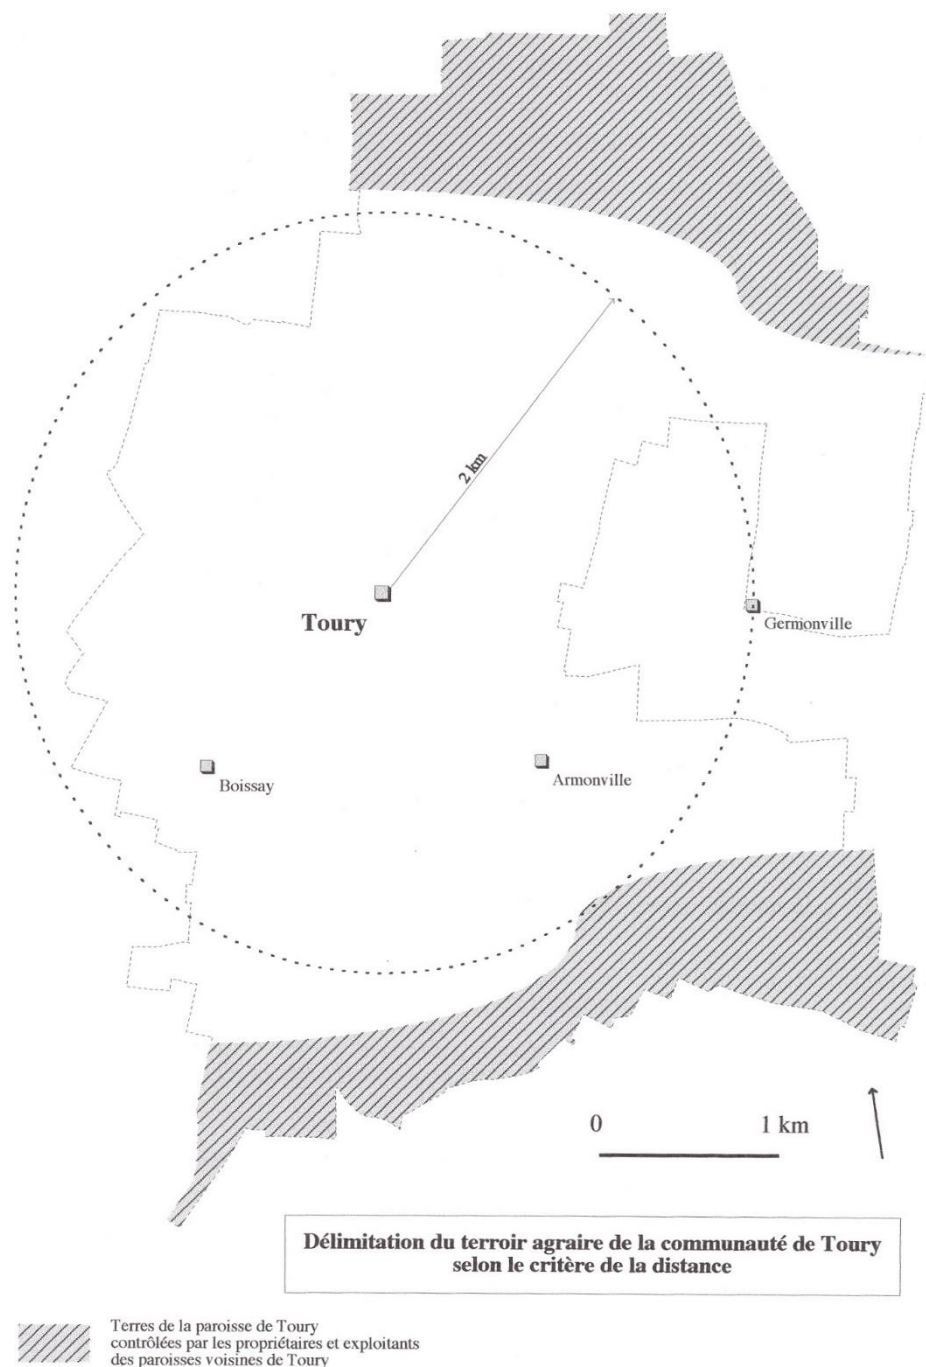 2 km
Toury
Germonville
Boissay
Armonville
0 1 km
Délimitation du terroir agraire de la communauté de Toury
selon le critère de la distance
Terres de la paroisse de Toury
contrôlées par les propriétaires et exploitants
des paroisses voisines de Toury